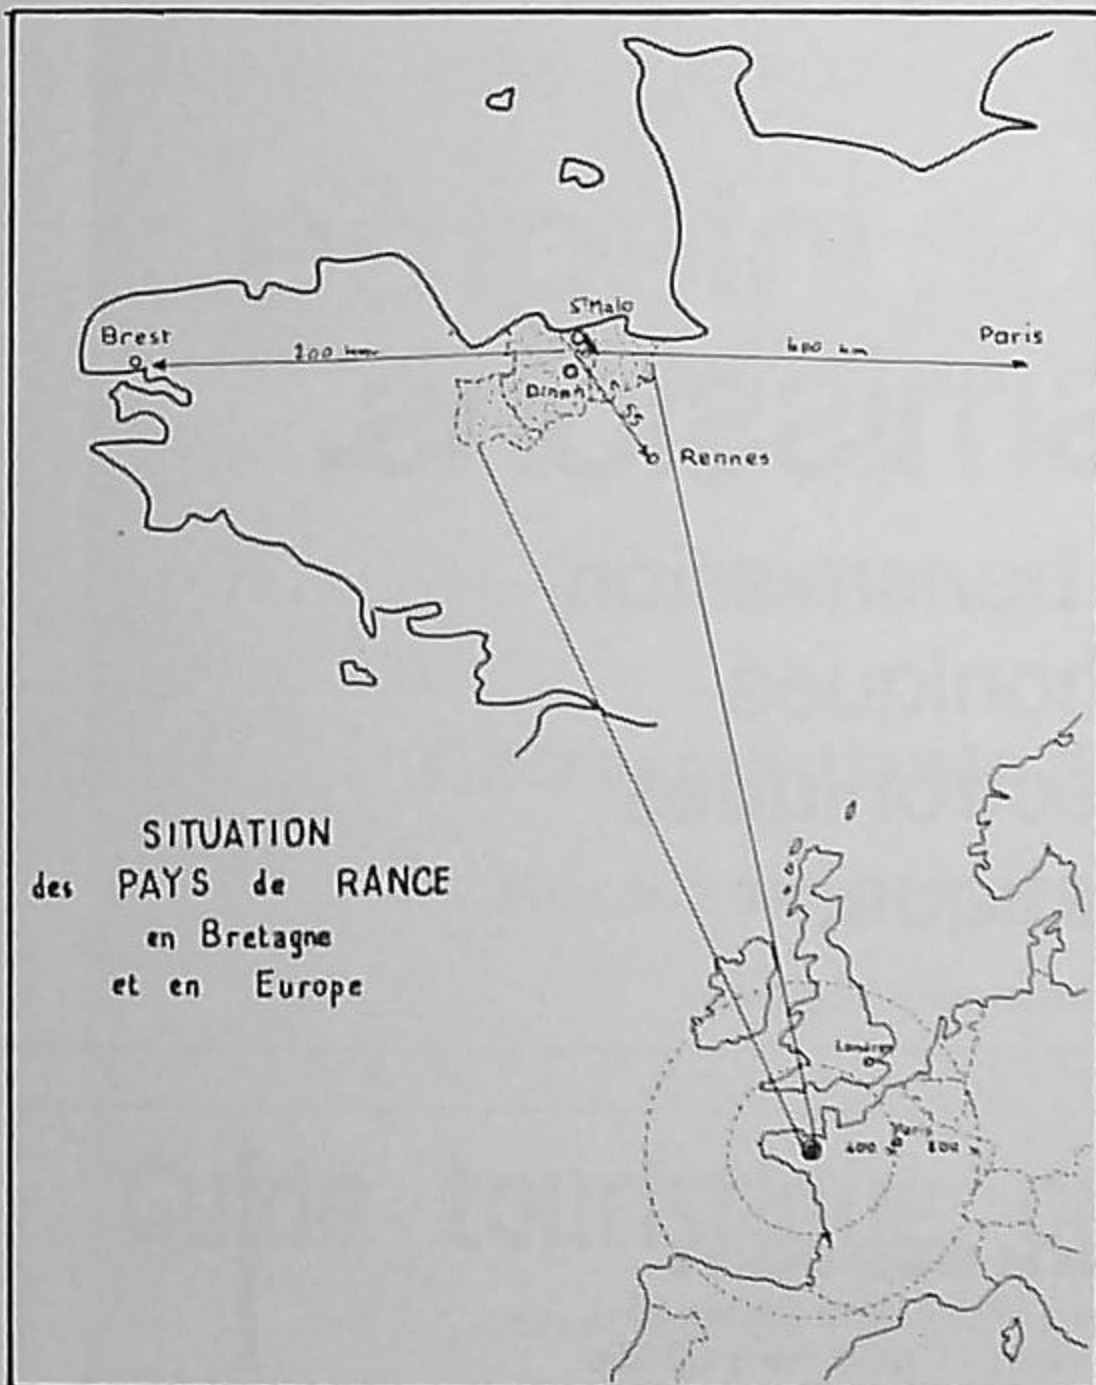 St Malo
Brest
200 km
400 km
Paris
Dinan
Rennes
SITUATION
des PAYS de RANCE
en Bretagne
et en Europe
Londres
Paris
400
800